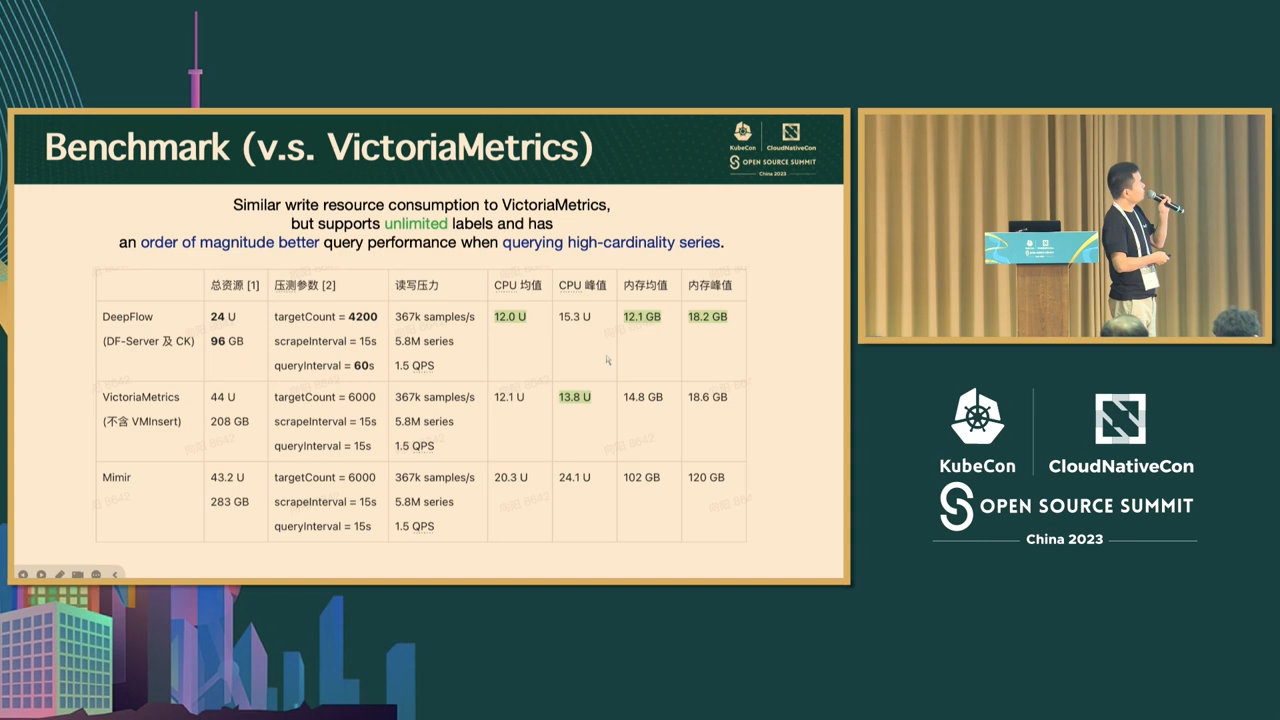 Benchmark (v.s. VictoriaMetrics)
KubeCon
CloudNativeCon
OPEN SOURCE SUMMIT
China 2023
Similar write resource consumption to VictoriaMetrics,
but supports unlimited labels and has
an order of magnitude better query performance when querying high-cardinality series.
总资源 [1] 压测参数 [2] 读写压力 CPU 均值 CPU 峰值 内存均值 内存峰值
DeepFlow 24 U targetCount = 4200 367k samples/s 12.0 U 15.3 U 12.1 GB 18.2 GB
(DF-Server 及 CK) 96 GB scrapeInterval = 15s 5.8M series
queryInterval = 60s 1.5 QPS
VictoriaMetrics 44 U targetCount = 6000 367k samples/s 12.1 U 13.8 U 14.8 GB 18.6 GB
(不含 VMInsert) 208 GB scrapeInterval = 15s 5.8M series
queryInterval = 15s 1.5 QPS
Mimir 43.2 U targetCount = 6000 367k samples/s 20.3 U 24.1 U 102 GB 120 GB
283 GB scrapeInterval = 15s 5.8M series
queryInterval = 15s 1.5 QPS
KubeCon
CloudNativeCon
OPEN SOURCE SUMMIT
China 2023